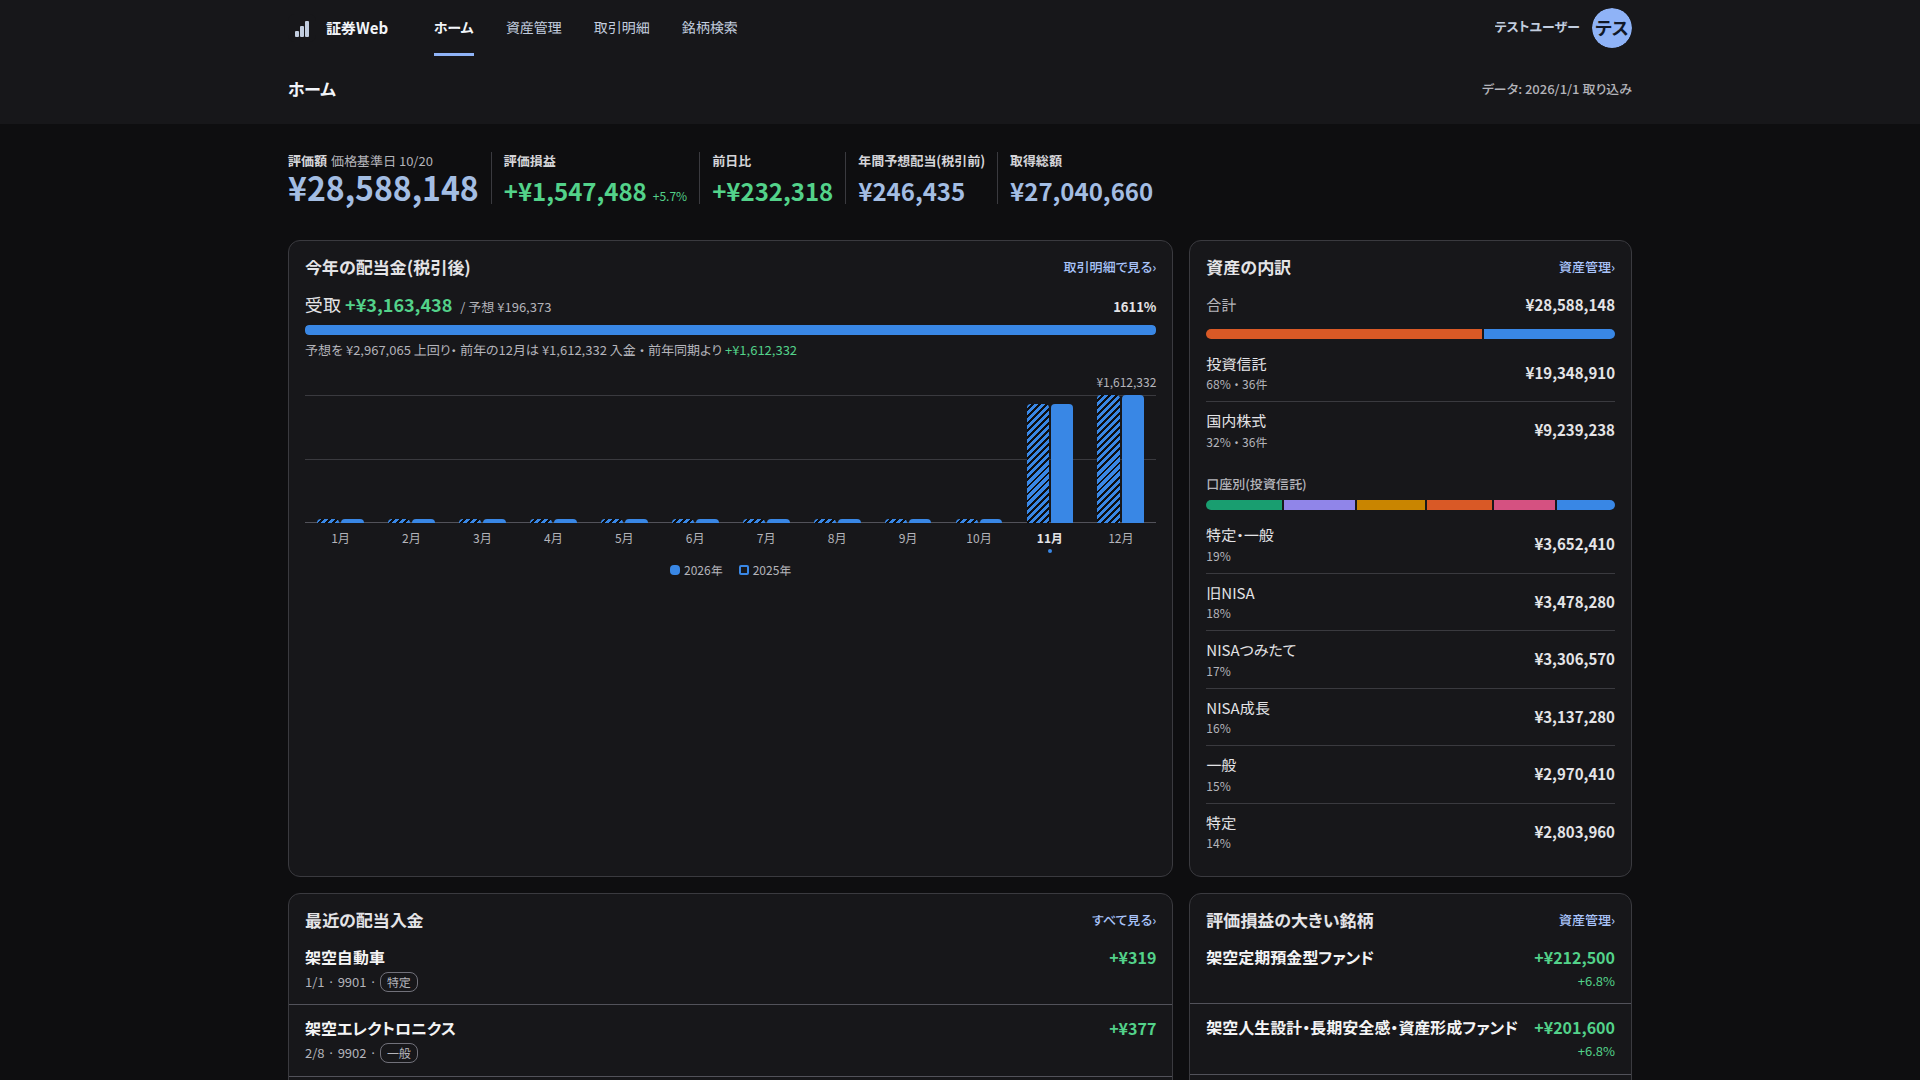 証券Web ホーム 資産管理 取引明細 銘柄検索 テストユーザー テス
ホーム データ: 2026/1/1 取り込み
評価額 価格基準日 10/20 評価損益 前日比 年間予想配当(税引前) 取得総額
¥28,588,148 +¥1,547,488 +5.7% +¥232,318 ¥246,435 ¥27,040,660
今年の配当金(税引後) 取引明細で見る›
受取 +¥3,163,438 / 予想 ¥196,373 1611%
予想を ¥2,967,065 上回り・前年の12月は ¥1,612,332 入金・前年同期より +¥1,612,332
¥1,612,332
1月 2月 3月 4月 5月 6月 7月 8月 9月 10月 11月 12月
2026年 2025年
資産の内訳 資産管理›
合計 ¥28,588,148
投資信託 ¥19,348,910
68%・36件
国内株式 ¥9,239,238
32%・36件
口座別(投資信託)
特定・一般 ¥3,652,410
19%
旧NISA ¥3,478,280
18%
NISAつみたて ¥3,306,570
17%
NISA成長 ¥3,137,280
16%
一般 ¥2,970,410
15%
特定 ¥2,803,960
14%
最近の配当入金 すべて見る›
架空自動車 +¥319
1/1・9901・特定
架空エレクトロニクス +¥377
2/8・9902・一般
評価損益の大きい銘柄 資産管理›
架空定期預金型ファンド +¥212,500
+6.8%
架空人生設計・長期安全感・資産形成ファンド +¥201,600
+6.8%